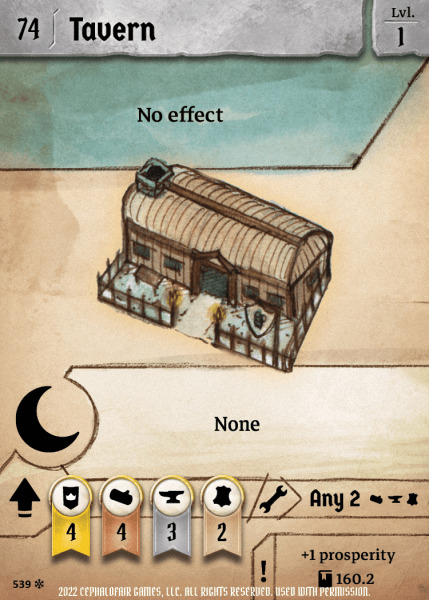 74 Tavern
Lvl.
1
No effect
None
4 4 3 2
Any 2
+1 prosperity
! 160.2
539
2022 CEPHALOFAIR GAMES, LLC. ALL RIGHTS RESERVED. USED WITH PERMISSION.